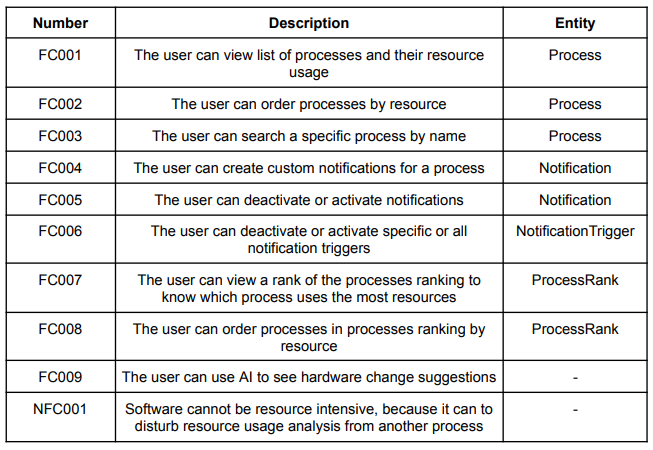 Number Description Entity
FC001 The user can view list of processes and their resource Process
usage
FC002 The user can order processes by resource Process
FC003 The user can search a specific process by name Process
FC004 The user can create custom notifications for a process Notification
FC005 The user can deactivate or activate notifications Notification
FC006 The user can deactivate or activate specific or all NotificationTrigger
notification triggers
FC007 The user can view a rank of the processes ranking to ProcessRank
know which process uses the most resources
FC008 The user can order processes in processes ranking by ProcessRank
resource
FC009 The user can use AI to see hardware change suggestions -
NFC001 Software cannot be resource intensive, because it can to -
disturb resource usage analysis from another process